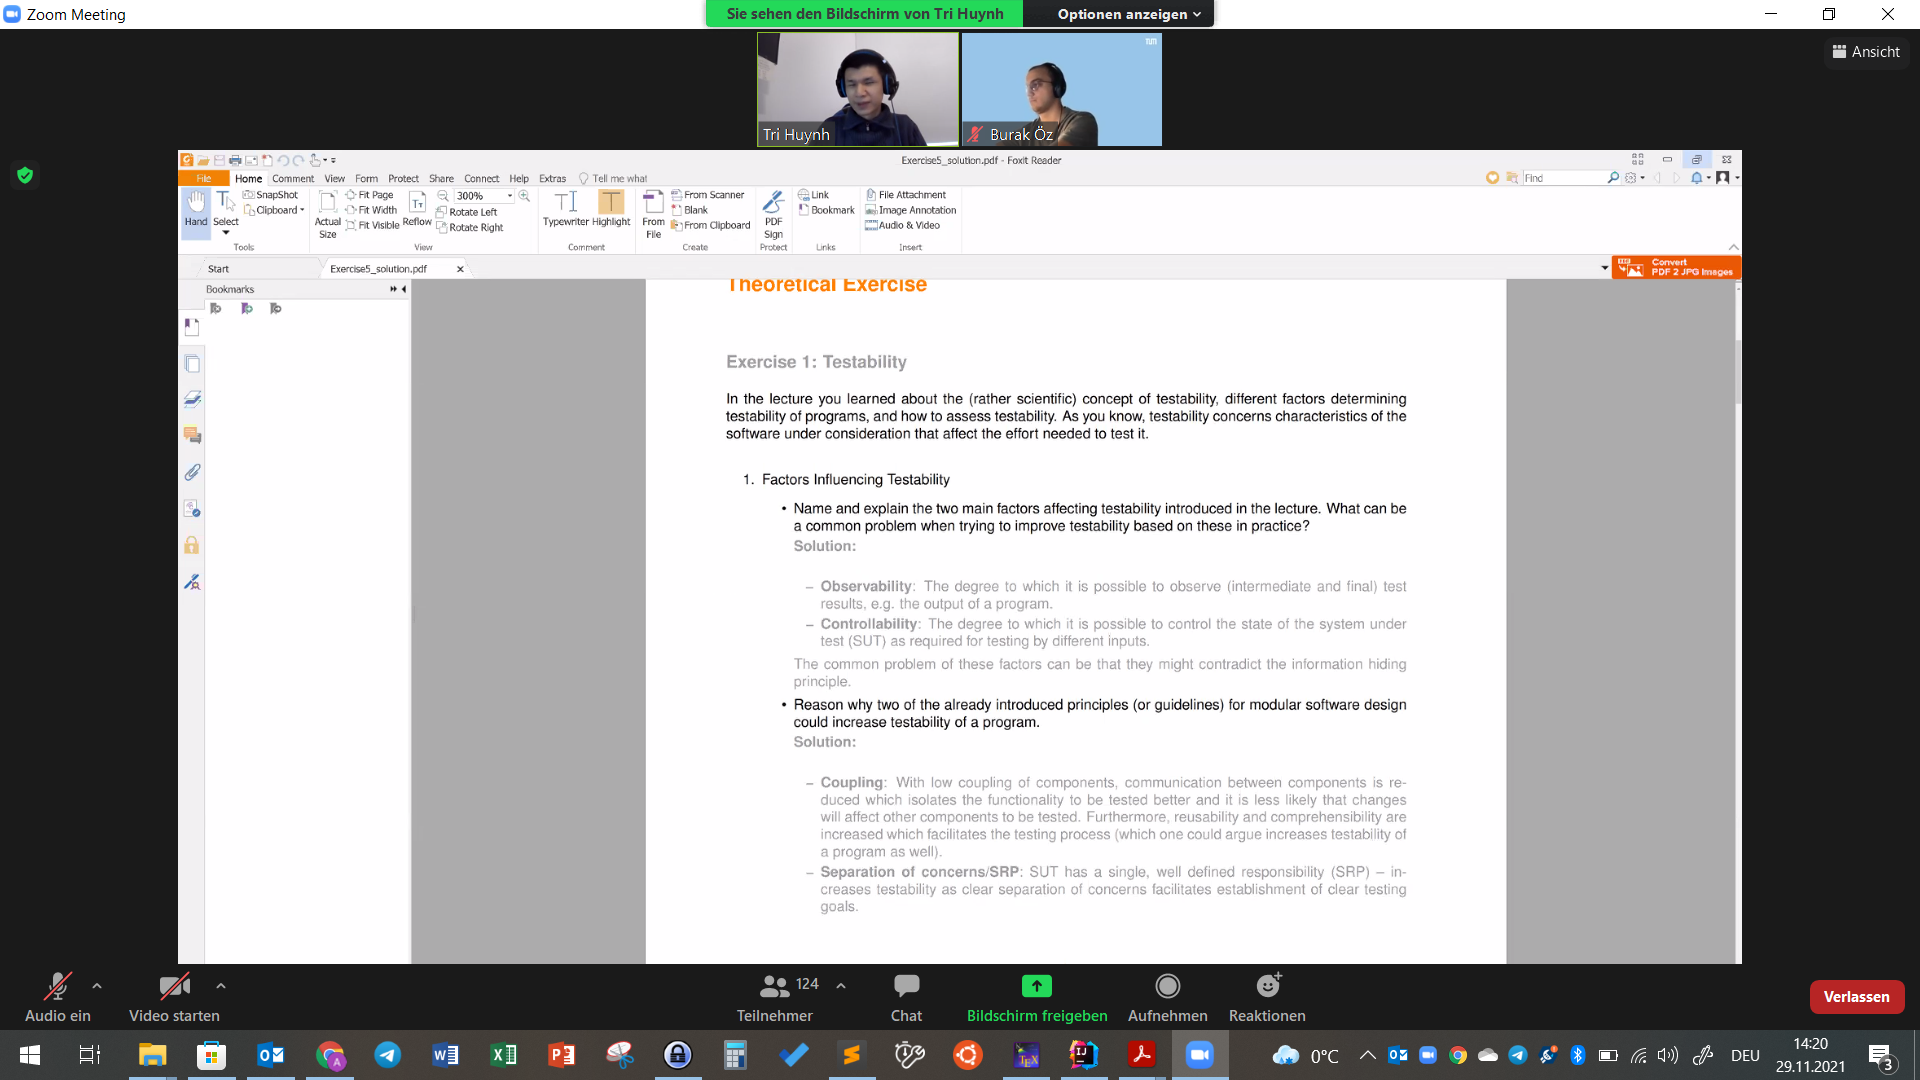 Zoom Meeting
Sie sehen den Bildschirm von Tri Huynh
Optionen anzeigen
Ansicht
Tri Huynh
Burak Öz
TUM
Exercise5_solution.pdf - Foxit Reader
File
Home
Comment
View
Form
Protect
Share
Connect
Help
Extras
Tell me what
Find
Hand
Select
SnapShot
Clipboard
Tools
Actual Size
Fit Page
Fit Width
Fit Visible
Reflow
300%
Rotate Left
Rotate Right
View
Typewriter
Highlight
Comment
From File
From Scanner
Blank
From Clipboard
Create
PDF Sign
Protect
Link
Bookmark
Links
File Attachment
Image Annotation
Audio & Video
Insert
Start
Exercise5_solution.pdf
Convert
PDF 2 JPG Images
Bookmarks
Theoretical Exercise
Exercise 1: Testability
In the lecture you learned about the (rather scientific) concept of testability, different factors determining
testability of programs, and how to assess testability. As you know, testability concerns characteristics of the
software under consideration that affect the effort needed to test it.
1. Factors Influencing Testability
• Name and explain the two main factors affecting testability introduced in the lecture. What can be
a common problem when trying to improve testability based on these in practice?
Solution:
– Observability: The degree to which it is possible to observe (intermediate and final) test
results, e.g. the output of a program.
– Controllability: The degree to which it is possible to control the state of the system under
test (SUT) as required for testing by different inputs.
The common problem of these factors can be that they might contradict the information hiding
principle.
• Reason why two of the already introduced principles (or guidelines) for modular software design
could increase testability of a program.
Solution:
– Coupling: With low coupling of components, communication between components is re-
duced which isolates the functionality to be tested better and it is less likely that changes
will affect other components to be tested. Furthermore, reusability and comprehensibility are
increased which facilitates the testing process (which one could argue increases testability of
a program as well).
– Separation of concerns/SRP: SUT has a single, well defined responsibility (SRP) – in-
creases testability as clear separation of concerns facilitates establishment of clear testing
goals.
Audio ein
Video starten
124
Teilnehmer
Chat
Bildschirm freigeben
Aufnehmen
Reaktionen
Verlassen
0°C
DEU
14:20
29.11.2021
3